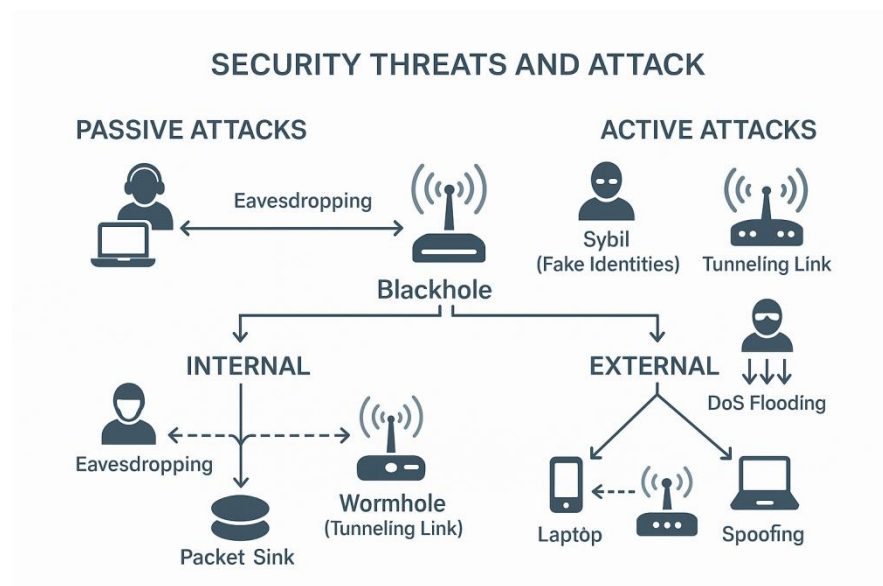 SECURITY THREATS AND ATTACK
PASSIVE ATTACKS
ACTIVE ATTACKS
Eavesdropping
Blackhole
Sybil
(Fake Identities)
Tunneling Link
INTERNAL
EXTERNAL
DoS Flooding
Eavesdropping
Wormhole
(Tunneling Link)
Packet Sink
Laptop
Spoofing